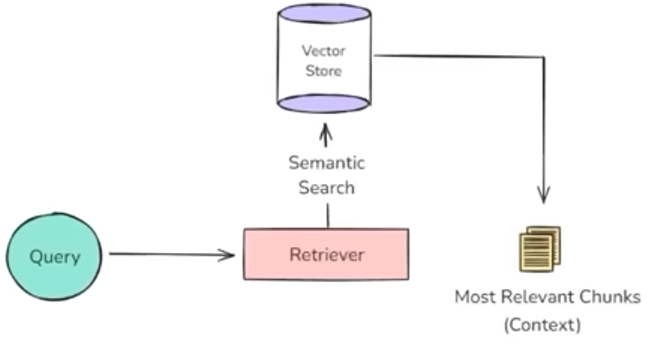 Vector
Store
Semantic
Search
Query
Retriever
Most Relevant Chunks
(Context)